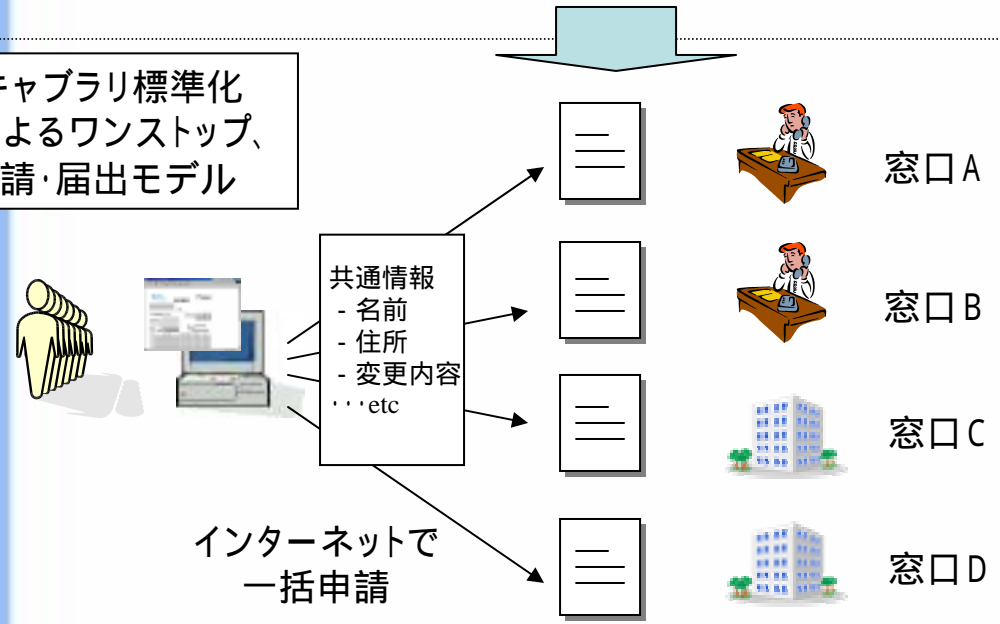 キャブラリ標準化
よるワンストップ、
請・届出モデル
窓口A
共通情報
- 名前
- 住所
- 変更内容
・・・etc
窓口B
窓口C
インターネットで
一括申請
窓口D